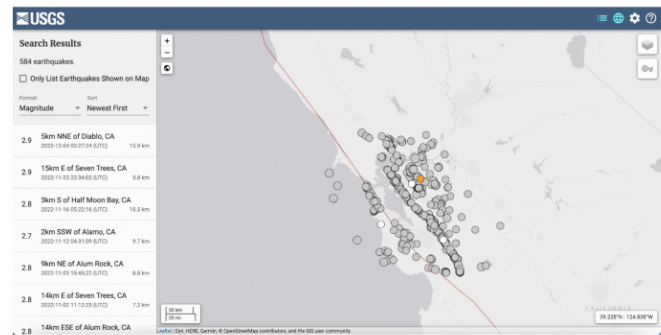 USGS
Search Results
584 earthquakes.
Only List Earthquakes Shown on Map
Format
Magnitude
Sort
Newest First
2.9
5km NNE of Diablo, CA
2022-12-04 00:27:34 (UTC)
15.9 km
2.9
15km E of Seven Trees, CA
2022-11-23 22:34:02 (UTC)
5.8 km
2.8
3km S of Half Moon Bay, CA
2022-11-16 05:22:16 (UTC)
10.5 km
2.7
2km SSW of Alamo, CA
2022-11-12 04:31:09 (UTC)
9.7 km
2.8
9km NE of Alum Rock, CA
2022-11-03 15:45:22 (UTC)
8.8 km
2.8
14km E of Seven Trees, CA
2022-11-02 11:12:23 (UTC)
7.2 km
2.8
14km ESE of Alum Rock, CA
+
−
30 km
20 mi
CALIFORNIA
39.228°N : 124.838°W
Leaflet | Esri, HERE, Garmin, © OpenStreetMap contributors, and the GIS user community